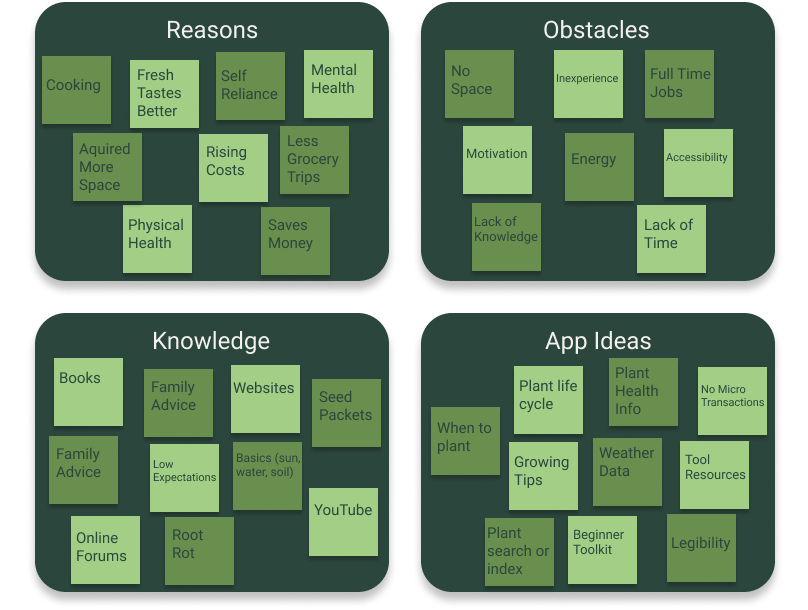 Reasons
Cooking
Fresh
Tastes
Better
Self
Reliance
Mental
Health
Aquired
More
Space
Rising
Costs
Less
Grocery
Trips
Physical
Health
Saves
Money
Obstacles
No
Space
Inexperience
Full Time
Jobs
Motivation
Energy
Accessibility
Lack of
Knowledge
Lack of
Time
Knowledge
Books
Family
Advice
Websites
Seed
Packets
Family
Advice
Low
Expectations
Basics (sun,
water, soil)
YouTube
Online
Forums
Root
Rot
App Ideas
When to
plant
Plant life
cycle
Plant
Health
Info
No Micro
Transactions
Growing
Tips
Weather
Data
Tool
Resources
Plant
search or
index
Beginner
Toolkit
Legibility